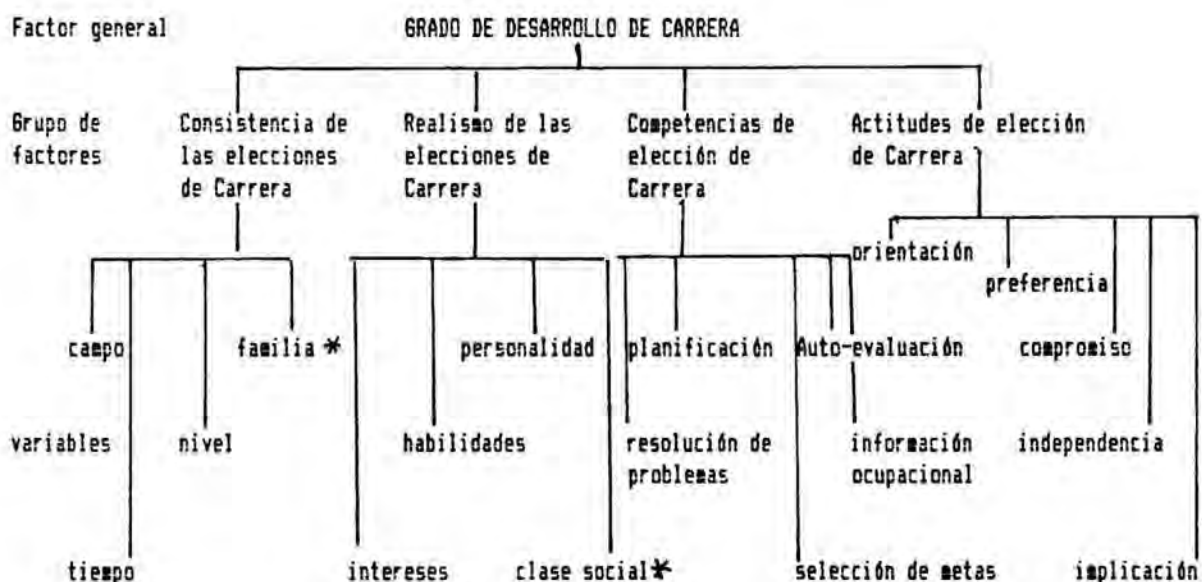 Factor general GRADO DE DESARROLLO DE CARRERA
Grupo de Consistencia de Realismo de las Competencias de Actitudes de elección
factores las elecciones elecciones de elección de de Carrera
de Carrera Carrera Carrera
orientación
preferencia
campo familia * personalidad planificación Auto-evaluación compromiso
variables nivel habilidades resolución de información independencia
problemas ocupacional
tiempo intereses clase social * selección de metas implicación